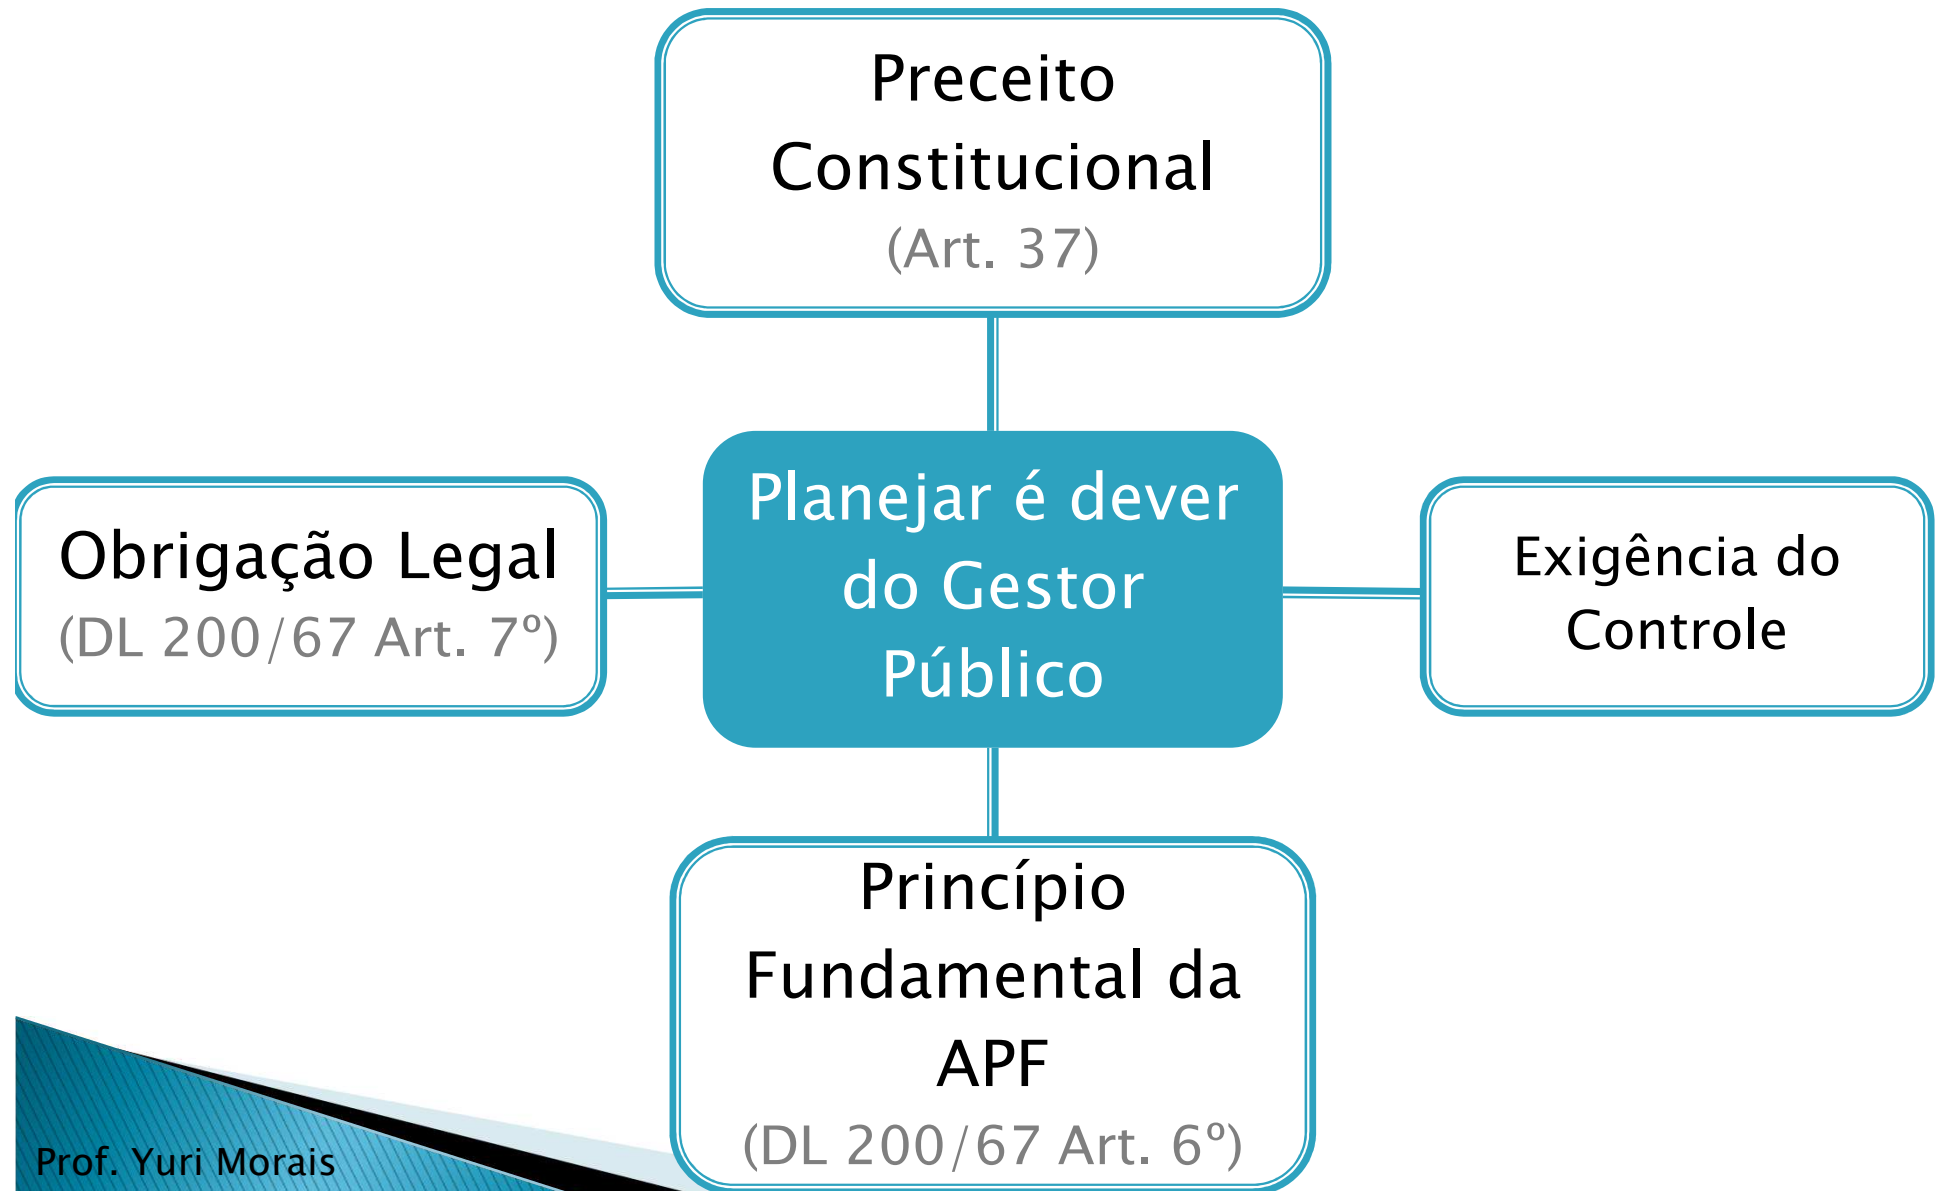 Preceito
Constitucional
(Art. 37)
Obrigação Legal
(DL 200/67 Art. 7º)
Planejar é dever
do Gestor
Público
Exigência do
Controle
Princípio
Fundamental da
APF
(DL 200/67 Art. 6º)
Prof. Yuri Morais